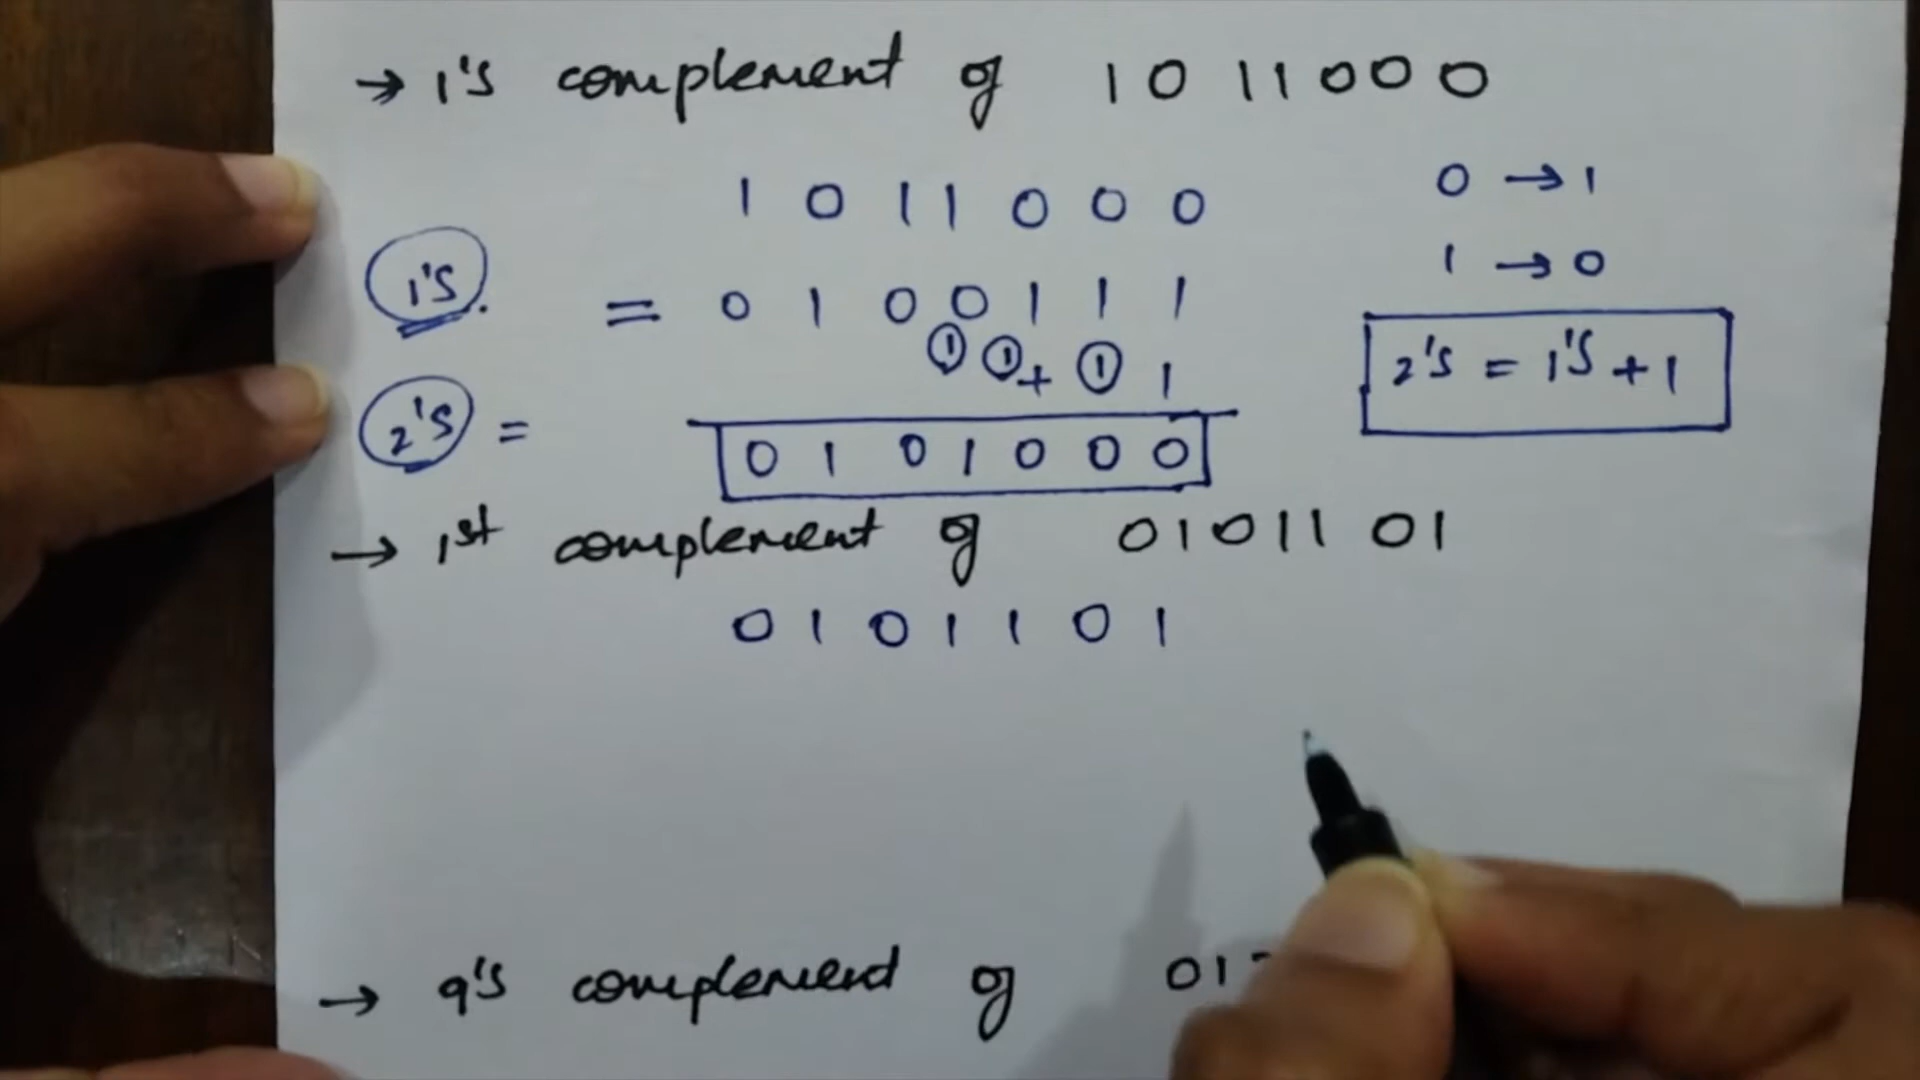 → 1's complement of 1011000
1 0 1 1 0 0 0
0 → 1
1's. = 0 1 0 0 1 1 1
1 → 0
1 1 + 1 1
2's = 1's + 1
2's = 0 1 0 1 0 0 0
→ 1st complement of 0101101
0 1 0 1 1 0 1
→ 9's complement of 01